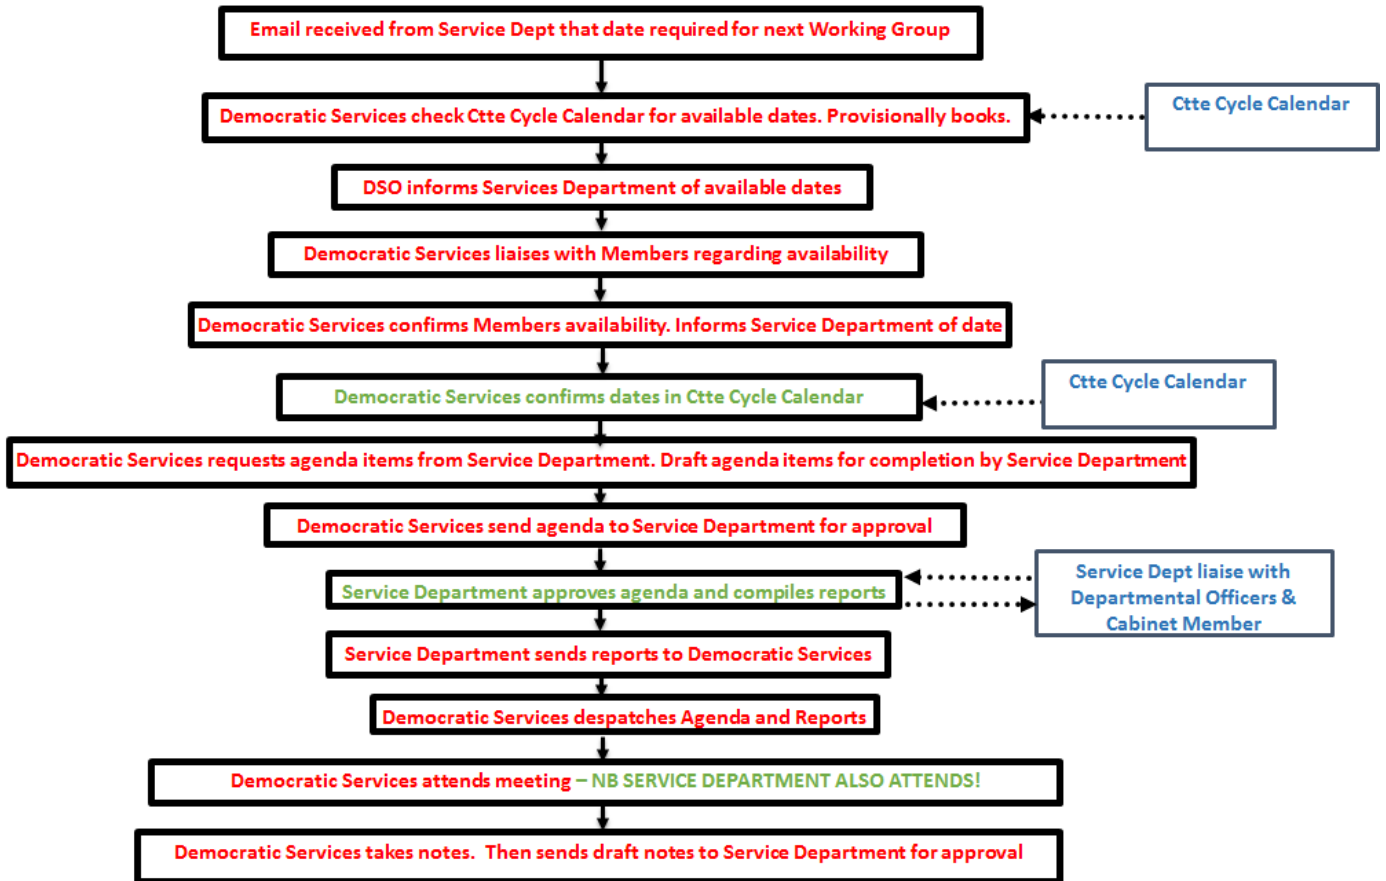 Email received from Service Dept that date required for next Working Group
Democratic Services check Ctte Cycle Calendar for available dates. Provisionally books.
Ctte Cycle Calendar
DSO informs Services Department of available dates
Democratic Services liaises with Members regarding availability
Democratic Services confirms Members availability. Informs Service Department of date
Democratic Services confirms dates in Ctte Cycle Calendar
Ctte Cycle Calendar
Democratic Services requests agenda items from Service Department. Draft agenda items for completion by Service Department
Democratic Services send agenda to Service Department for approval
Service Department approves agenda and compiles reports
Service Dept liaise with
Departmental Officers &
Cabinet Member
Service Department sends reports to Democratic Services
Democratic Services despatches Agenda and Reports
Democratic Services attends meeting – NB SERVICE DEPARTMENT ALSO ATTENDS!
Democratic Services takes notes. Then sends draft notes to Service Department for approval